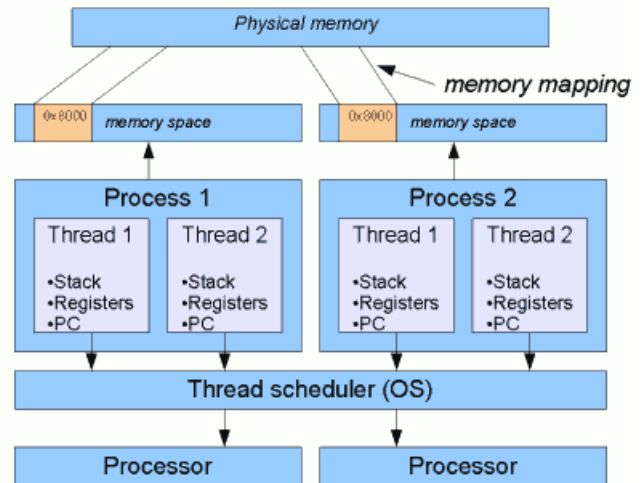 Physical memory
memory mapping
0x8000 memory space
0x8000 memory space
Process 1
Process 2
Thread 1
Thread 2
Thread 1
Thread 2
•Stack
•Registers
•PC
•Stack
•Registers
•PC
•Stack
•Registers
•PC
•Stack
•Registers
•PC
Thread scheduler (OS)
Processor
Processor